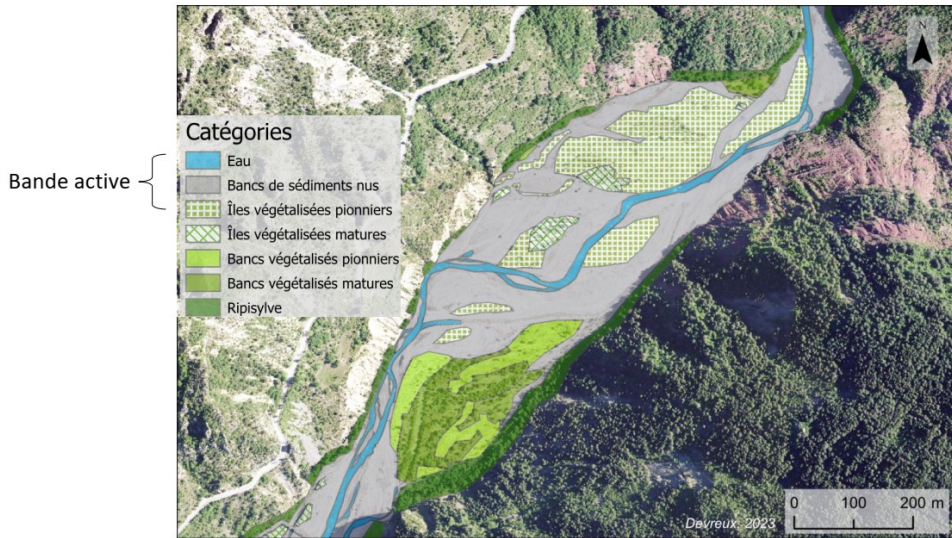 N
Catégories
Bande active
Eau
Bancs de sédiments nus
Îles végétalisées pionniers
Îles végétalisées matures
Bancs végétalisés pionniers
Bancs végétalisés matures
Ripisylve
Devreux, 2023
0 100 200 m